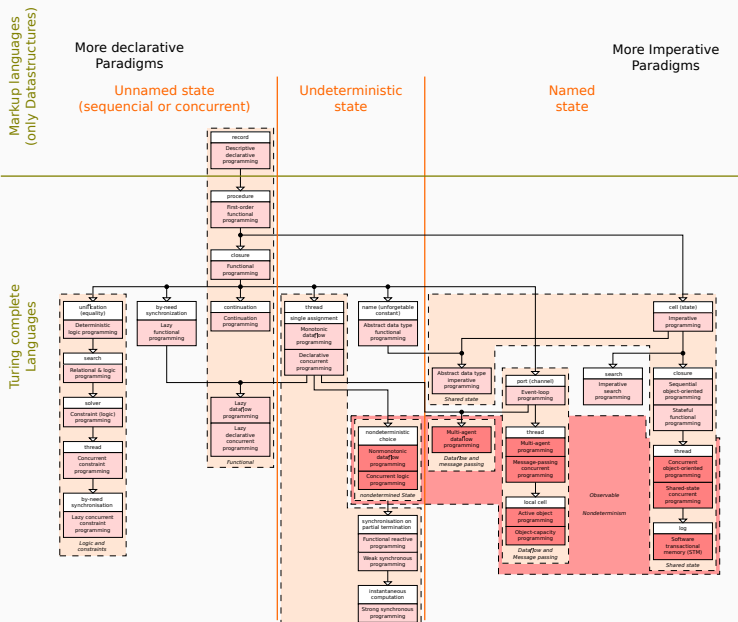 Markup languages
(only Datastructures)
More declarative
Paradigms
More Imperative
Paradigms
Unnamed state
(sequencial or concurrent)
Undeterministic
state
Named
state
Turing complete
Languages
record
Descriptive
declarative
programming
procedure
First-order
functional
programming
closure
Functional
programming
unification
(equality)
Deterministic
logic programming
search
Relational & logic
programming
solver
Constraint (logic)
programming
thread
Concurrent
constraint
programming
by-need
synchronisation
Lazy concurrent
constraint
programming
Logic and
constraints
by-need
synchronization
Lazy
functional
programming
continuation
Continuation
programming
Lazy
dataflow
programming
Lazy
declarative
concurrent
programming
Functional
thread
single assignment
Monotonic
dataflow
programming
Declarative
concurrent
programming
name (unforgetable
constant)
Abstract data type
functional
programming
nondeterministic
choice
Nonmonotonic
dataflow
programming
Concurrent logic
programming
nondetermined State
synchronisation on
partial termination
Functional reactive
programming
Weak synchronous
programming
instantaneous
computation
Strong synchronous
programming
Abstract data type
imperative
programming
Shared state
Multi-agent
dataflow
programming
Dataflow and
message passing
port (channel)
Event-loop
programming
thread
Multi-agent
programming
Message-passing
concurrent
programming
local cell
Active object
programming
Object-capacity
programming
Dataflow and
Message passing
search
Imperative
search
programming
Observable
Nondeterminism
cell (state)
Imperative
programming
closure
Sequential
object-oriented
programming
Stateful
functional
programming
thread
Concurrent
object-oriented
programming
Shared-state
concurrent
programming
log
Software
transactional
memory (STM)
Shared state